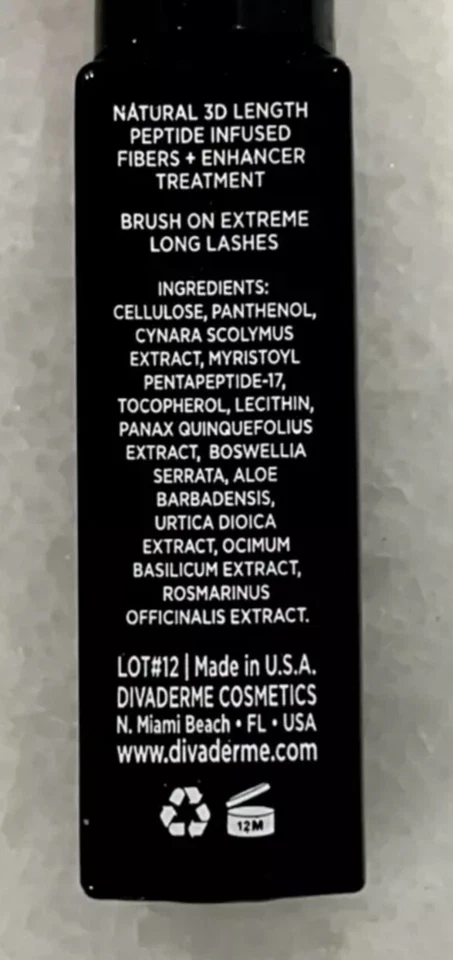 NATURAL 3D LENGTH
PEPTIDE INFUSED
FIBERS + ENHANCER
TREATMENT
BRUSH ON EXTREME
LONG LASHES
INGREDIENTS:
CELLULOSE, PANTHENOL,
CYNARA SCOLYMUS
EXTRACT, MYRISTOYL
PENTAPEPTIDE-17,
TOCOPHEROL, LECITHIN,
PANAX QUINQUEFOLIUS
EXTRACT, BOSWELLIA
SERRATA, ALOE
BARBADENSIS,
URTICA DIOICA
EXTRACT, OCIMUM
BASILICUM EXTRACT,
ROSMARINUS
OFFICINALIS EXTRACT.
LOT#12 | Made in U.S.A.
DIVADERME COSMETICS
N. Miami Beach • FL • USA
www.divaderme.com
12M